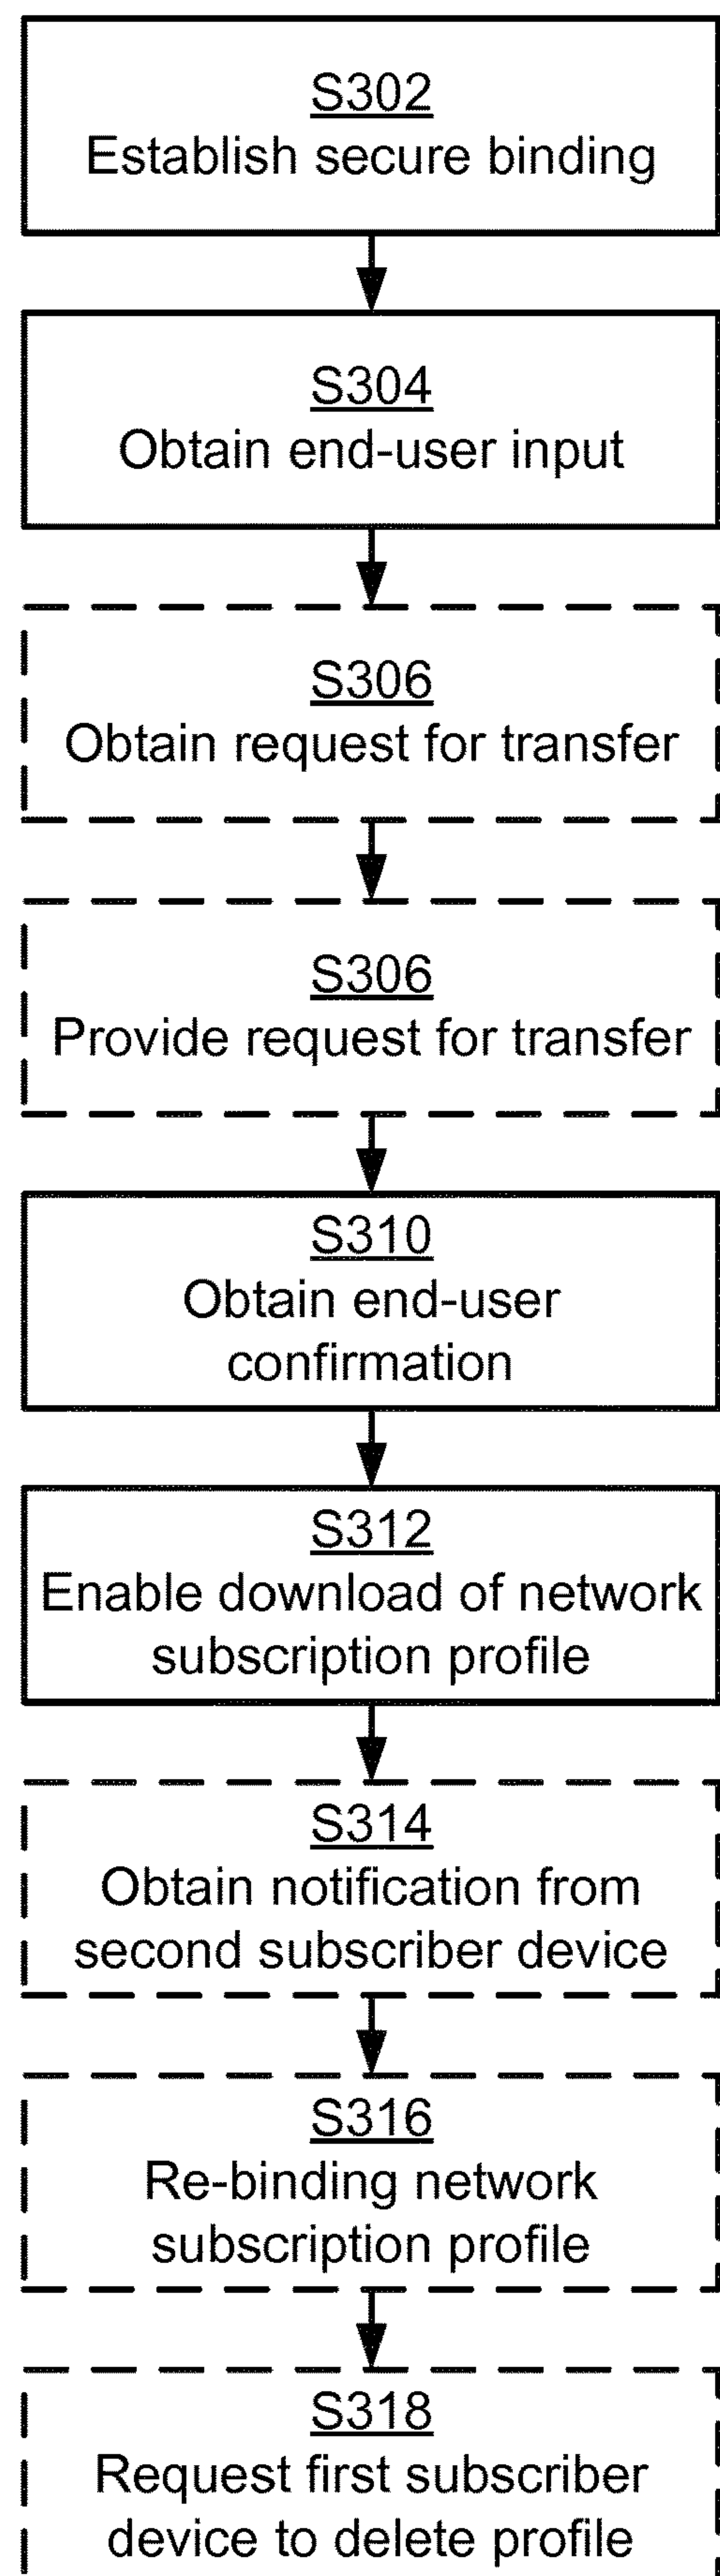 S302
Establish secure binding
S304
Obtain end-user input
S306
Obtain request for transfer
S306
Provide request for transfer
S310
Obtain end-user
confirmation
S312
Enable download of network
subscription profile
S314
Obtain notification from
second subscriber device
S316
Re-binding network
subscription profile
S318
Request first subscriber
device to delete profile